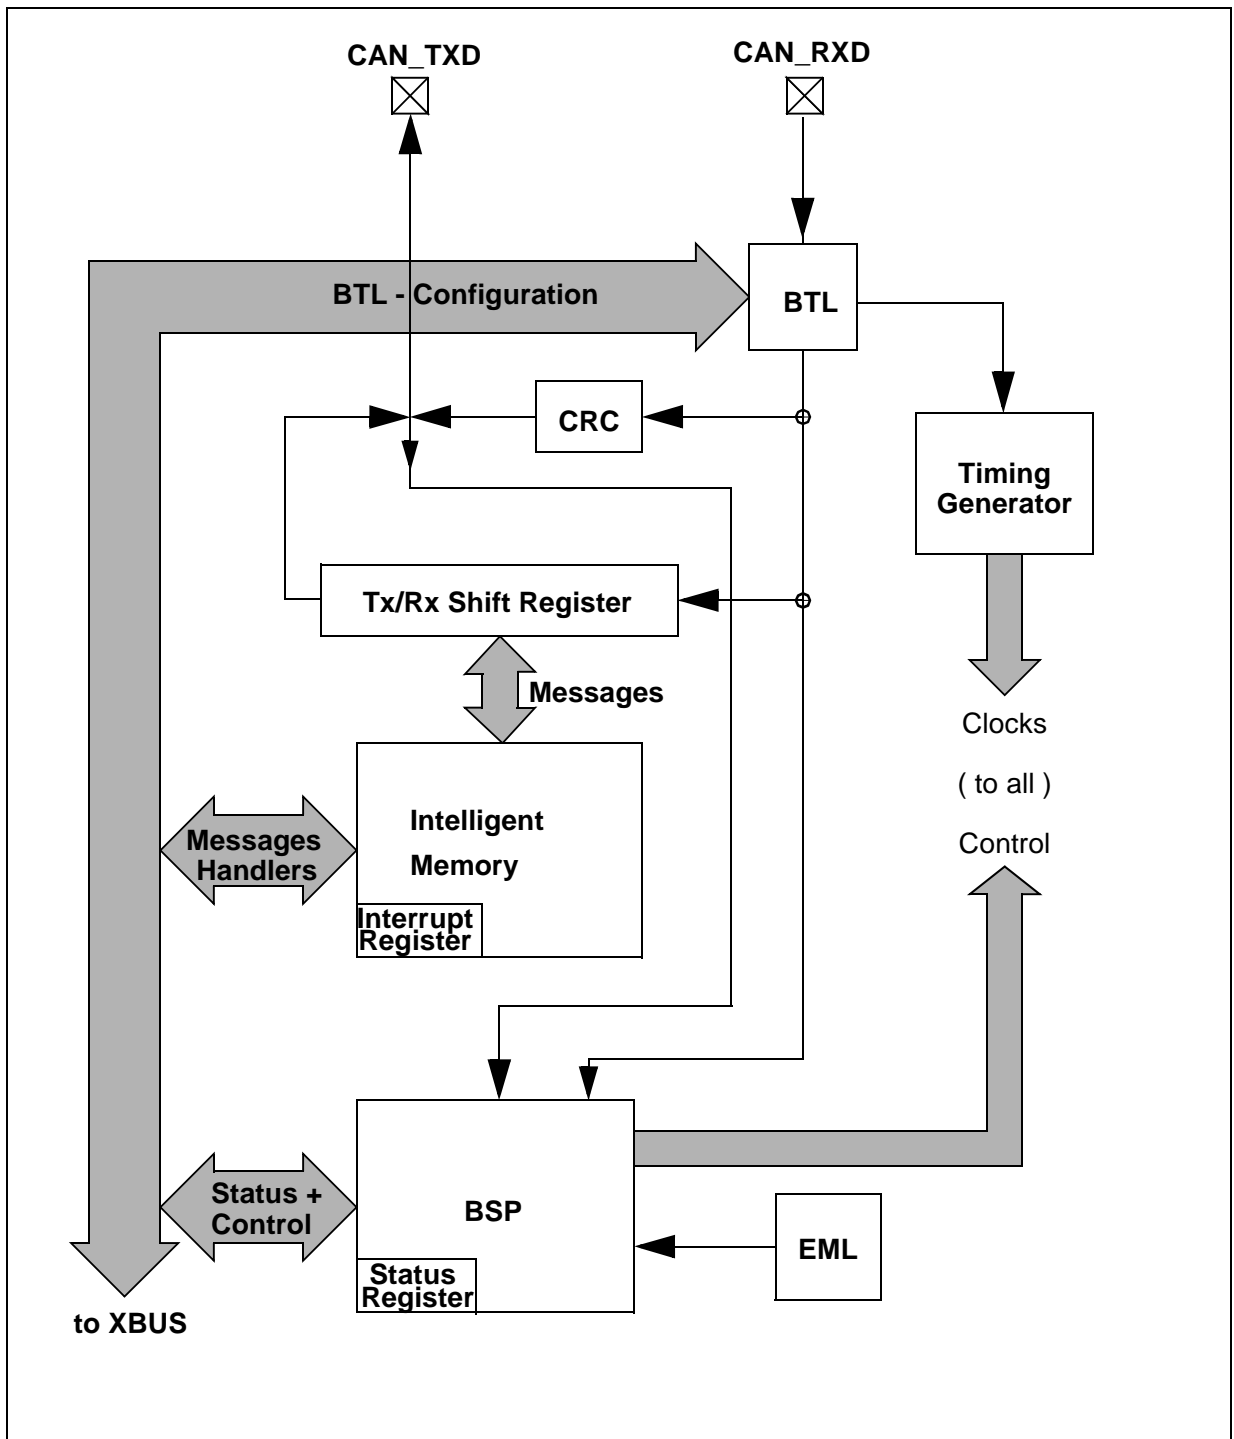 CAN_TXD
CAN_RXD
BTL - Configuration
BTL
CRC
Timing
Generator
Tx/Rx Shift Register
Messages
Clocks
( to all )
Control
Intelligent
Memory
Messages
Handlers
Interrupt
Register
Status +
Control
BSP
EML
Status
Register
to XBUS